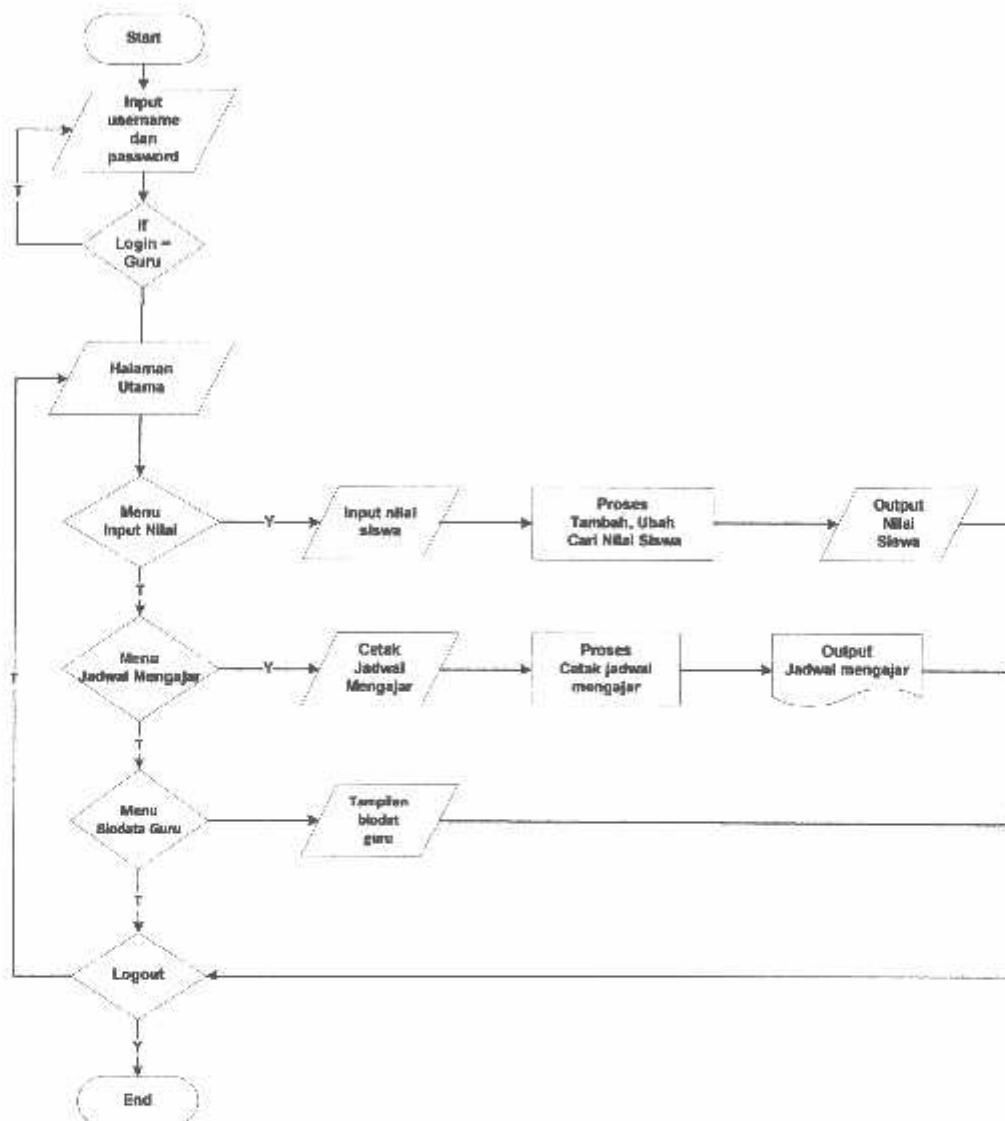 Start
Input
username
dan
password
T
If
Login =
Guru
Halaman
Utama
Menu
Input Nilai
Y
Input nilai
siswa
Proses
Tambah, Ubah
Cari Nilai Siswa
Output
Nilai
Siswa
T
Menu
Jadwal Mengajar
Y
Cetak
Jadwal
Mengajar
Proses
Cetak jadwal
mengajar
Output
Jadwal mengajar
T
T
Menu
Biodata Guru
Tampilan
biodat
guru
T
Logout
Y
End